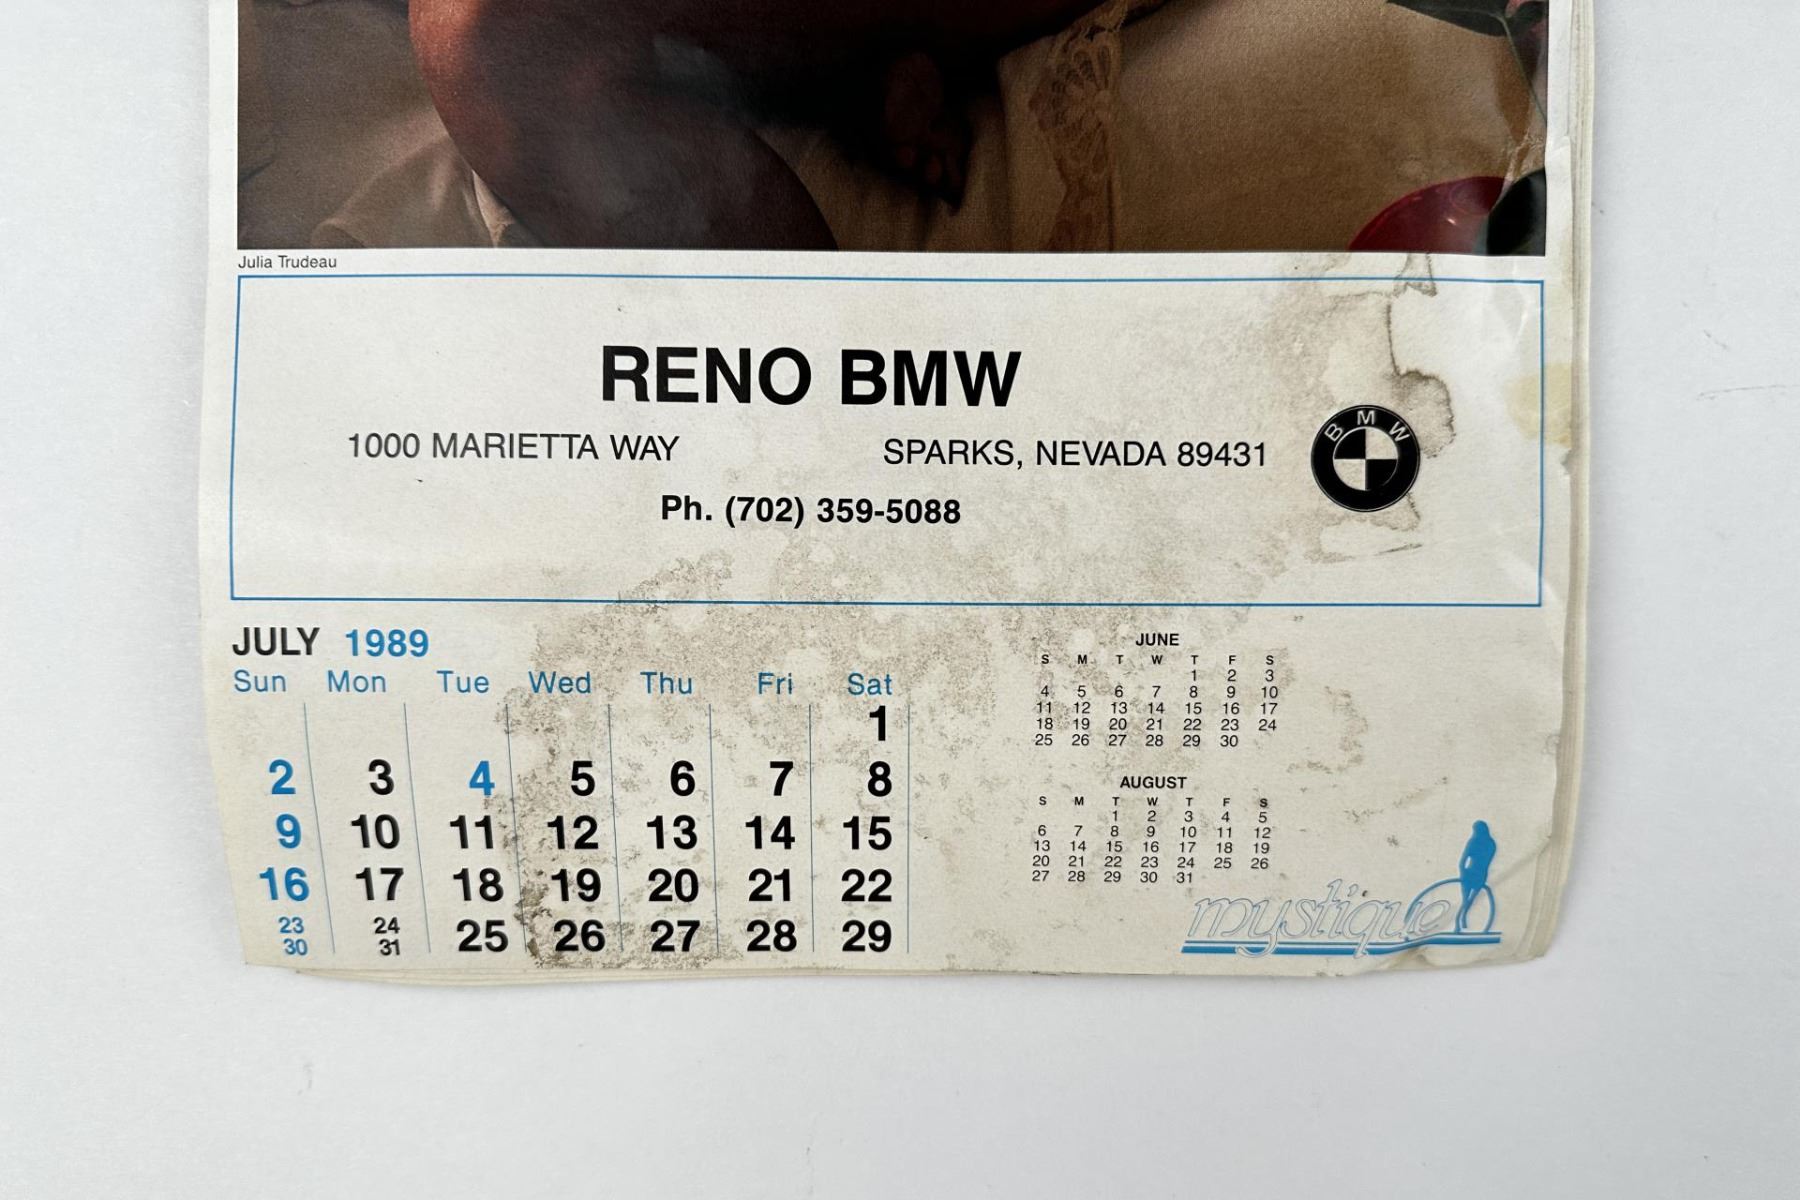 Julia Trudeau
RENO BMW
1000 MARIETTA WAY SPARKS, NEVADA 89431
BMW
Ph. (702) 359-5088
JULY 1989
Sun Mon Tue Wed Thu Fri Sat
1
2 3 4 5 6 7 8
9 10 11 12 13 14 15
16 17 18 19 20 21 22
23 24 25 26 27 28 29
30 31
JUNE
S M T W T F S
1 2 3
4 5 6 7 8 9 10
11 12 13 14 15 16 17
18 19 20 21 22 23 24
25 26 27 28 29 30
AUGUST
S M T W T F S
1 2 3 4 5
6 7 8 9 10 11 12
13 14 15 16 17 18 19
20 21 22 23 24 25 26
27 28 29 30 31
mystique